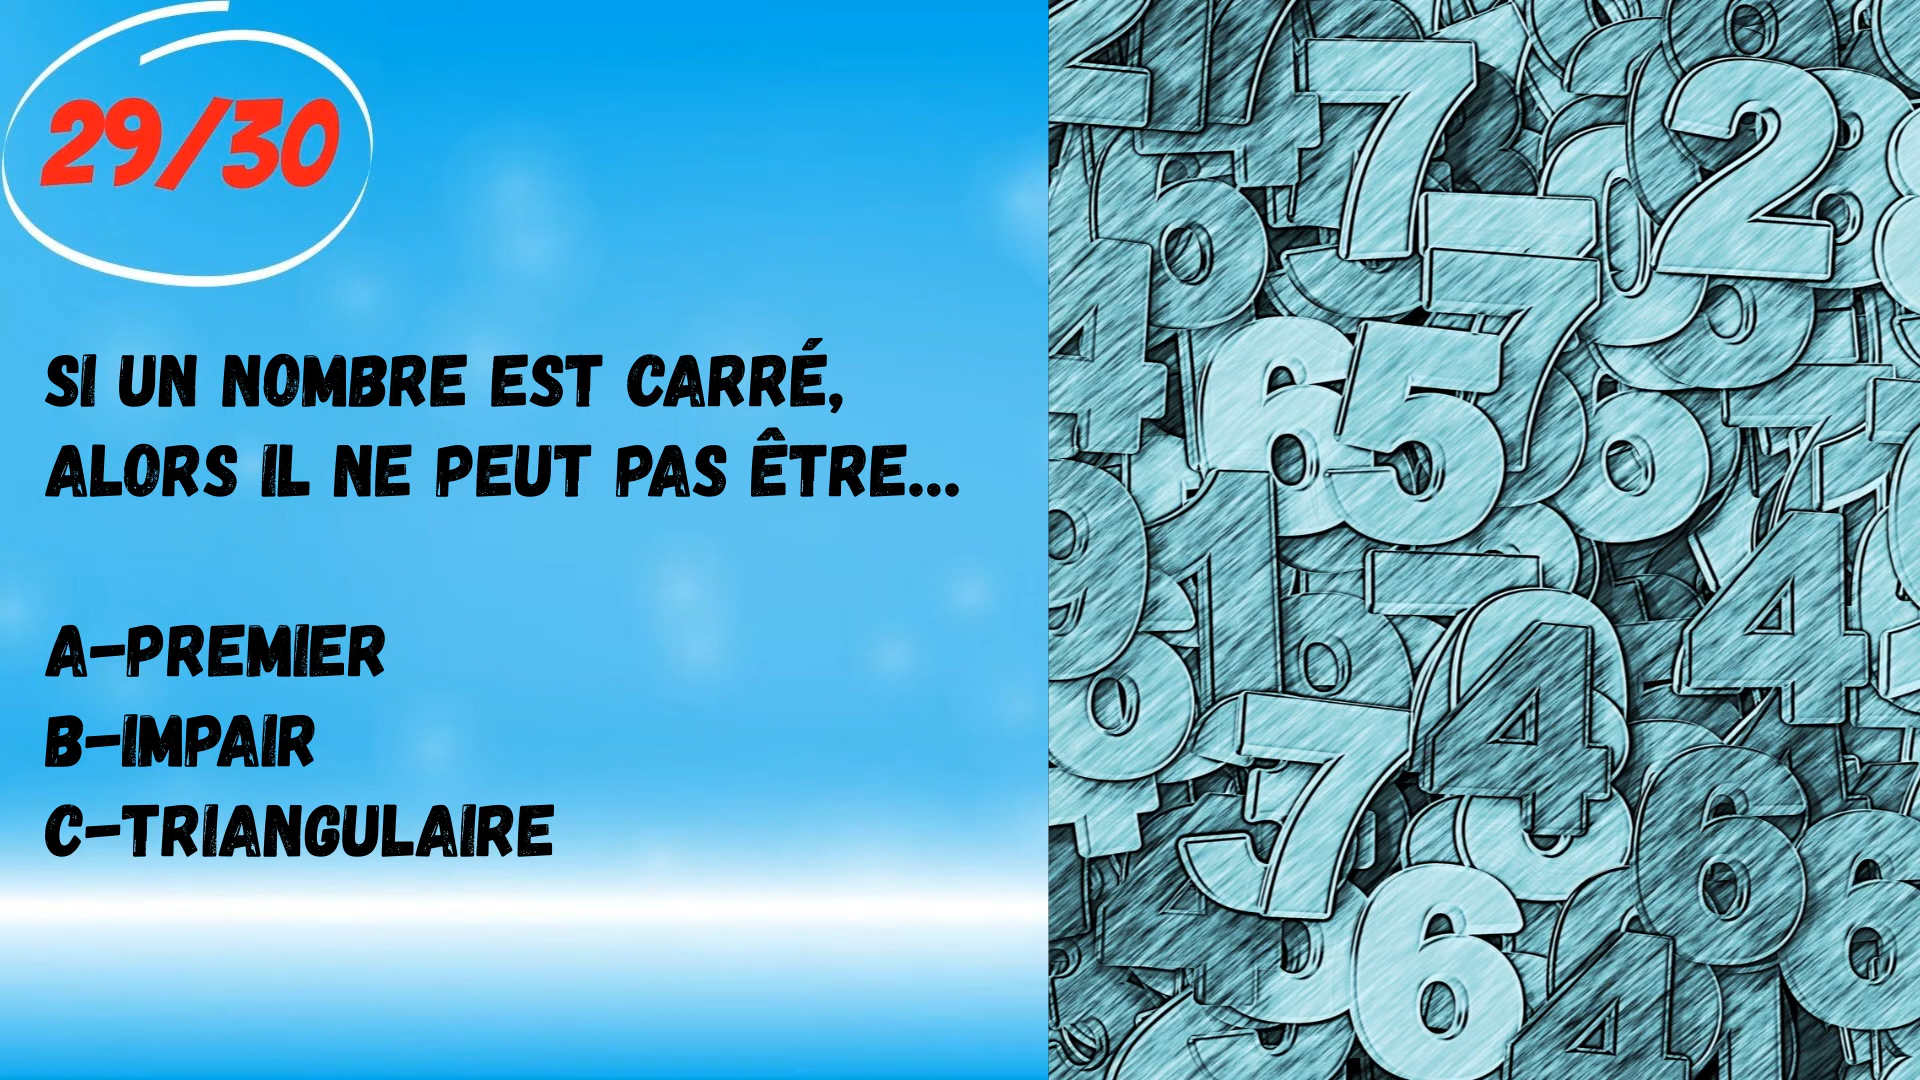 29/30
SI UN NOMBRE EST CARRÉ,
ALORS IL NE PEUT PAS ÊTRE...
A-PREMIER
B-IMPAIR
C-TRIANGULAIRE